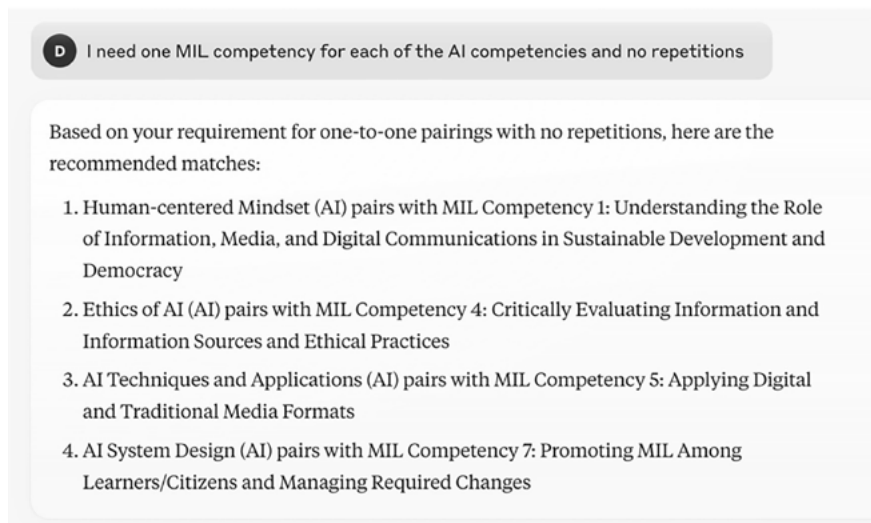 D I need one MIL competency for each of the AI competencies and no repetitions
Based on your requirement for one-to-one pairings with no repetitions, here are the
recommended matches:
1. Human-centered Mindset (AI) pairs with MIL Competency 1: Understanding the Role
of Information, Media, and Digital Communications in Sustainable Development and
Democracy
2. Ethics of AI (AI) pairs with MIL Competency 4: Critically Evaluating Information and
Information Sources and Ethical Practices
3. AI Techniques and Applications (AI) pairs with MIL Competency 5: Applying Digital
and Traditional Media Formats
4. AI System Design (AI) pairs with MIL Competency 7: Promoting MIL Among
Learners/Citizens and Managing Required Changes